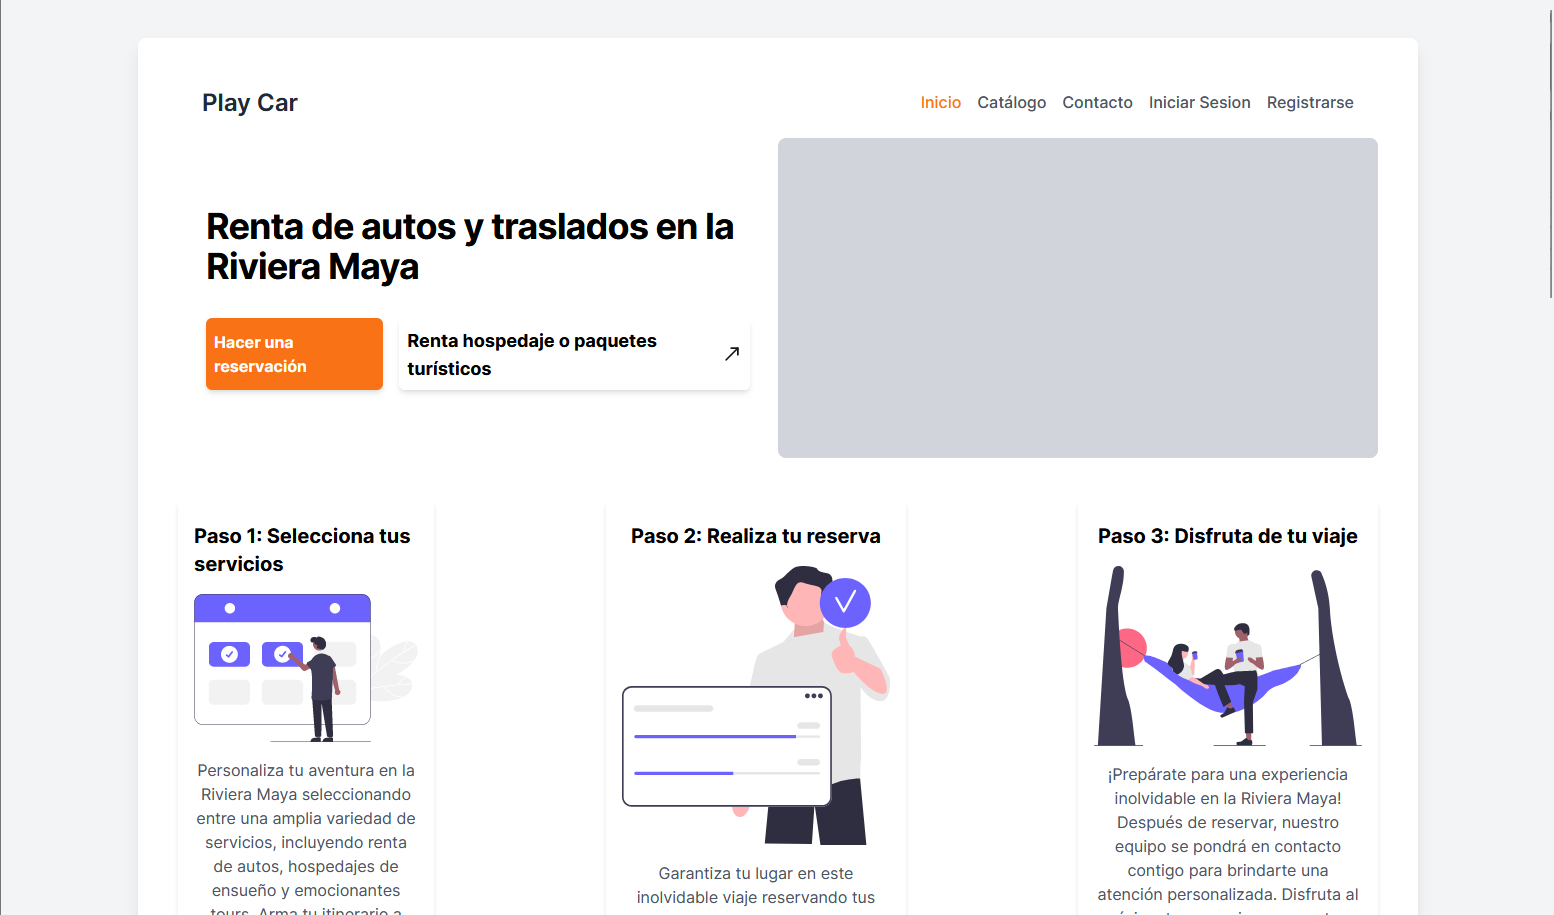 Play Car
Inicio Catálogo Contacto Iniciar Sesion Registrarse
Renta de autos y traslados en la
Riviera Maya
Hacer una
reservación
Renta hospedaje o paquetes
turísticos
Paso 1: Selecciona tus
servicios
Personaliza tu aventura en la
Riviera Maya seleccionando
entre una amplia variedad de
servicios, incluyendo renta
de autos, hospedajes de
ensueño y emocionantes
tours. Arma tu itinerario a
Paso 2: Realiza tu reserva
Garantiza tu lugar en este
inolvidable viaje reservando tus
Paso 3: Disfruta de tu viaje
¡Prepárate para una experiencia
inolvidable en la Riviera Maya!
Después de reservar, nuestro
equipo se pondrá en contacto
contigo para brindarte una
atención personalizada. Disfruta al